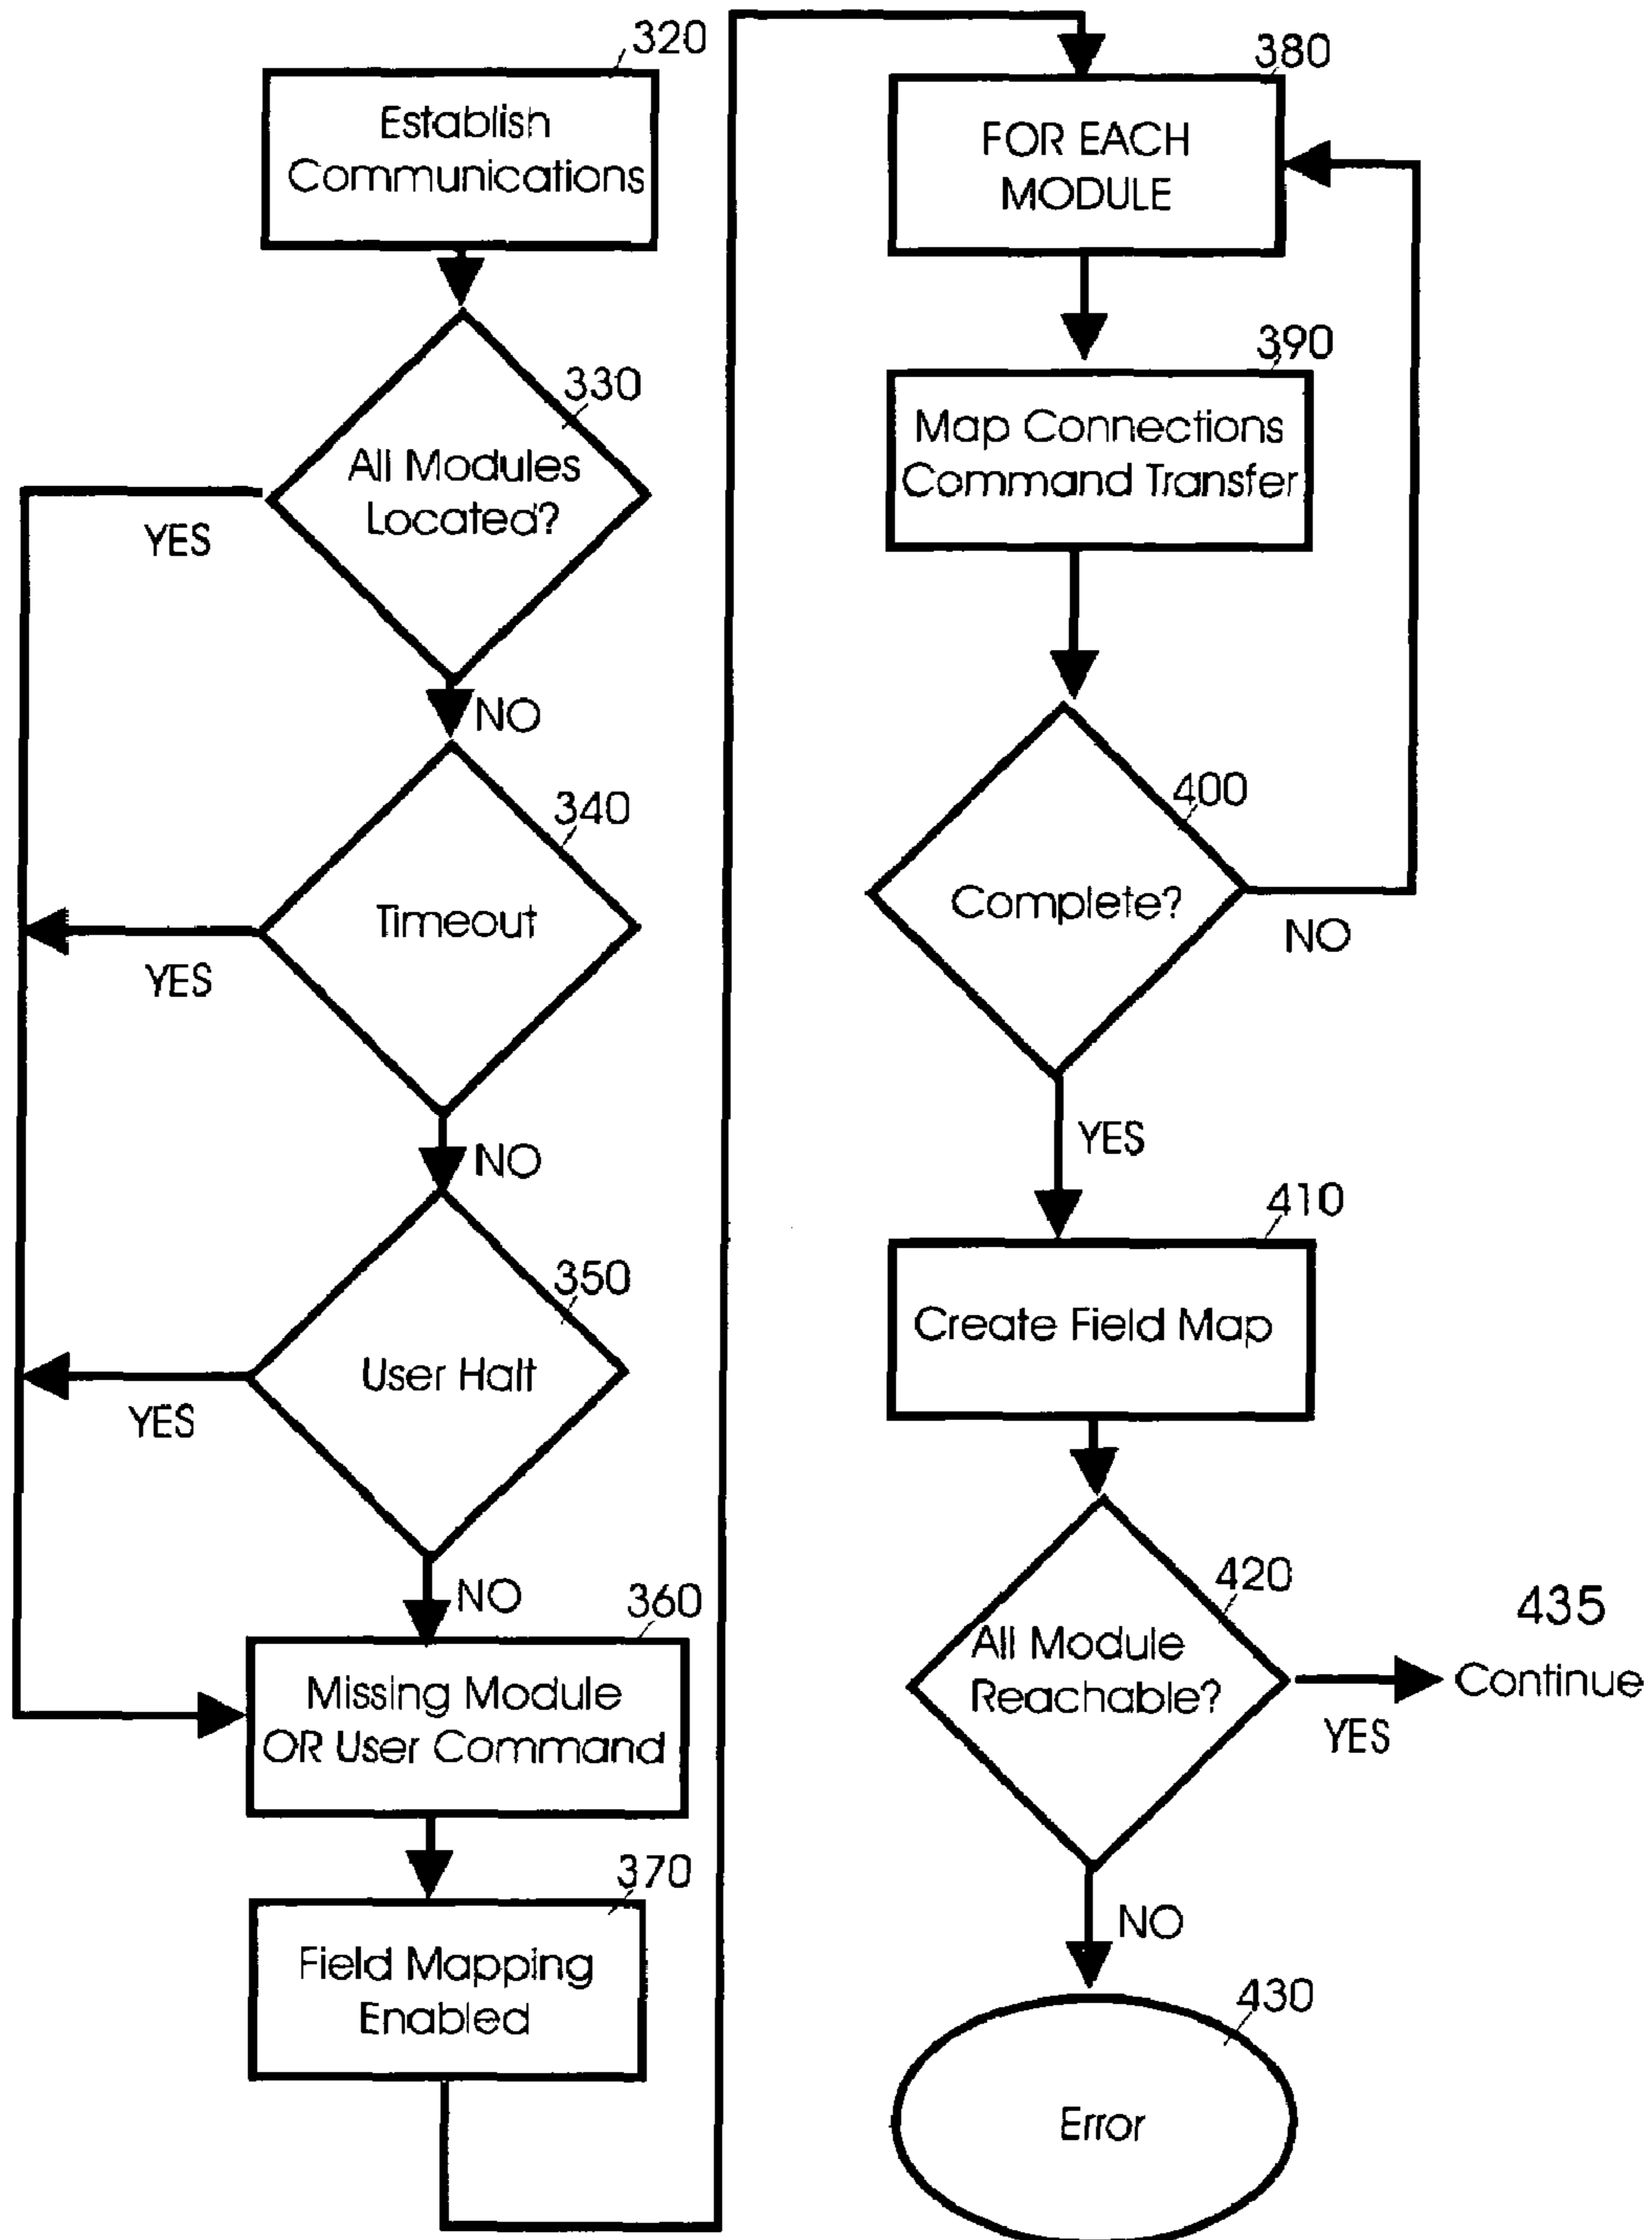 320
Establish
Communications
330
All Modules
Located?
YES
NO
340
Timeout
YES
NO
350
User Halt
YES
NO
360
Missing Module
OR User Command
370
Field Mapping
Enabled
380
FOR EACH
MODULE
390
Map Connections
Command Transfer
400
Complete?
NO
YES
410
Create Field Map
420
All Module
Reachable?
435
Continue
YES
NO
430
Error